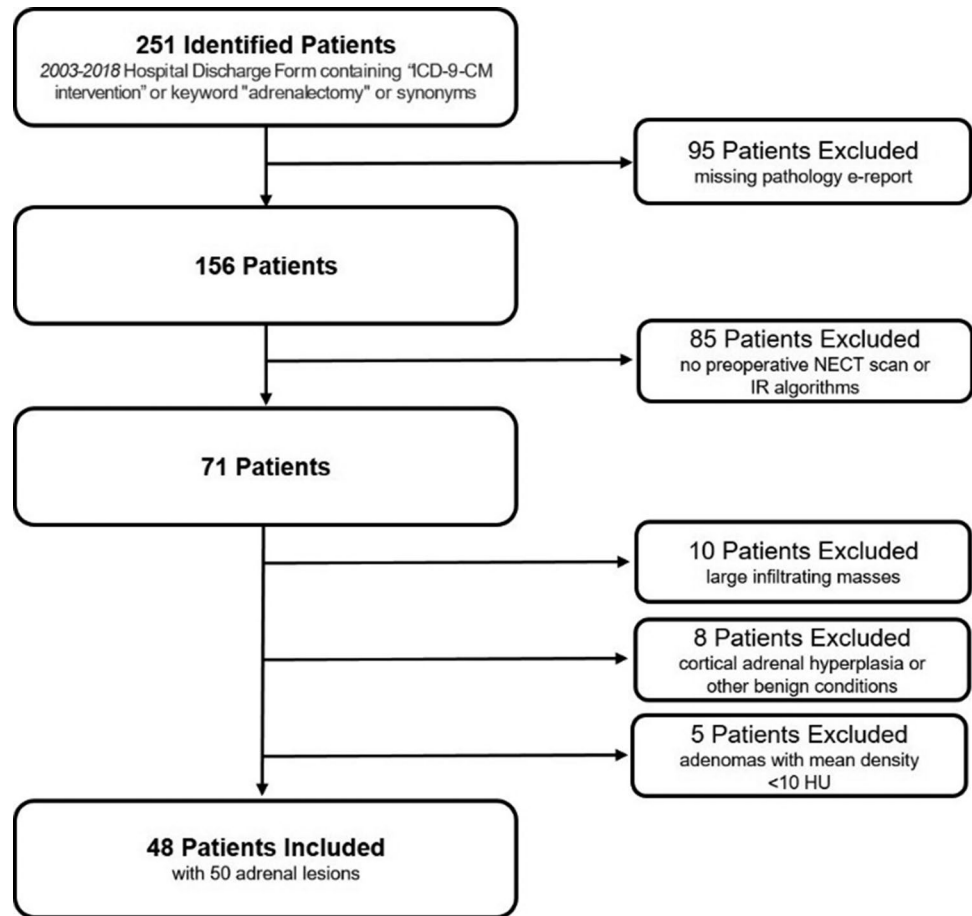 251 Identified Patients
2003-2018 Hospital Discharge Form containing “ICD-9-CM
intervention” or keyword "adrenalectomy" or synonyms
95 Patients Excluded
missing pathology e-report
156 Patients
85 Patients Excluded
no preoperative NECT scan or
IR algorithms
71 Patients
10 Patients Excluded
large infiltrating masses
8 Patients Excluded
cortical adrenal hyperplasia or
other benign conditions
5 Patients Excluded
adenomas with mean density
<10 HU
48 Patients Included
with 50 adrenal lesions